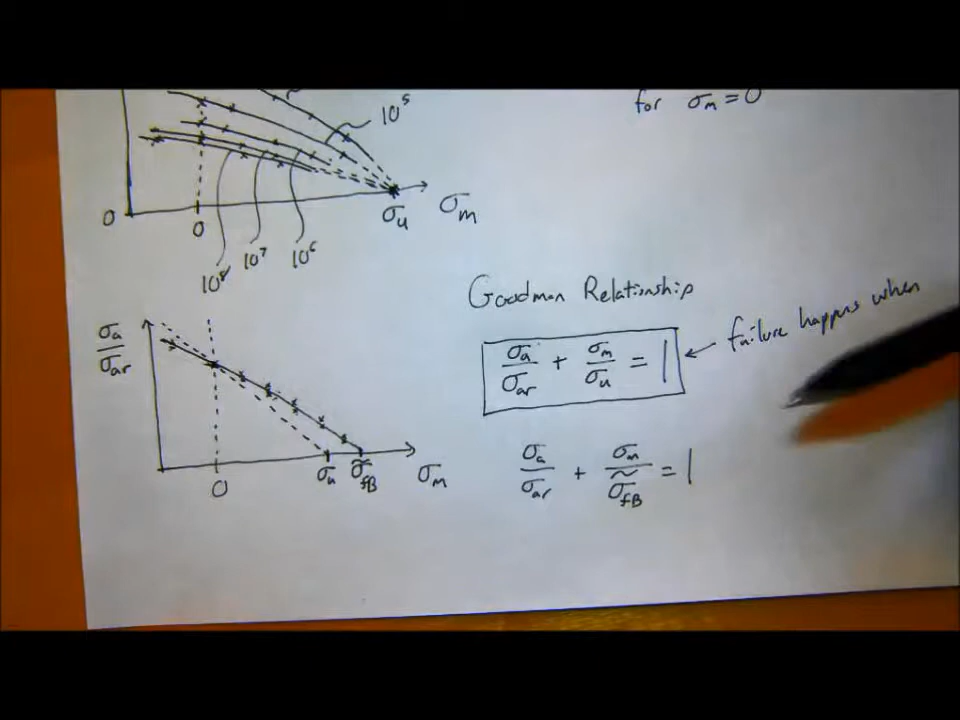 10⁵
for σm = 0
0
0
σu
σm
10⁸
10⁷
10⁶
Goodman Relationship
σa/σar + σm/σu = 1
failure happens when
σa/σar
0
σu
σ̃fB
σm
σa/σar + σm/σ̃fB = 1